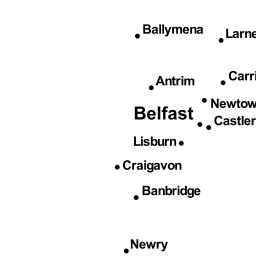 Ballymena
Larne
Antrim
Carri
Newtow
Belfast
Castler
Lisburn
Craigavon
Banbridge
Newry